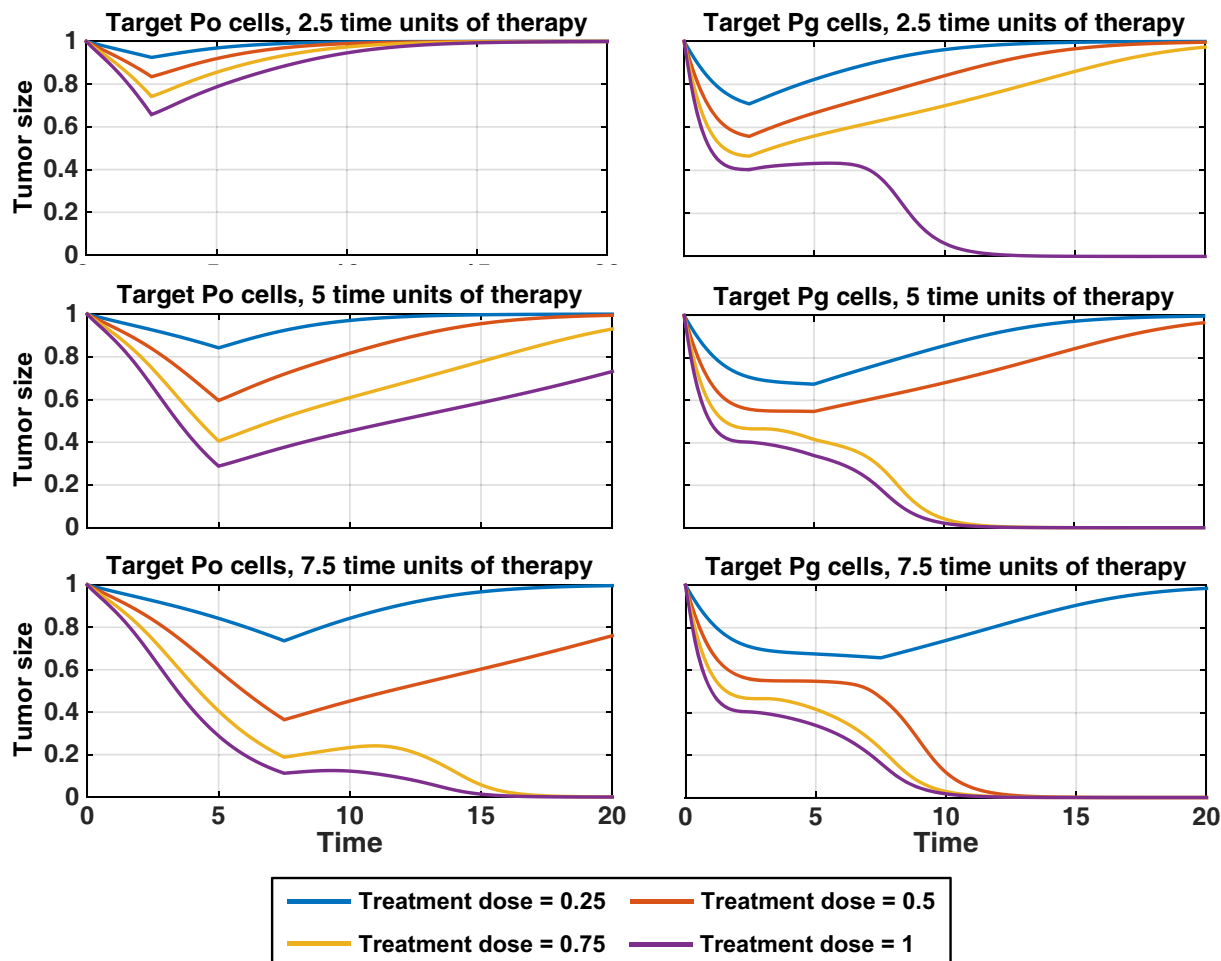 Target Po cells, 2.5 time units of therapy
Target Pg cells, 2.5 time units of therapy
1
0.8
0.6
0.4
0.2
0
Tumor size
Target Po cells, 5 time units of therapy
Target Pg cells, 5 time units of therapy
1
0.8
0.6
0.4
0.2
0
Tumor size
Target Po cells, 7.5 time units of therapy
Target Pg cells, 7.5 time units of therapy
1
0.8
0.6
0.4
0.2
0
Tumor size
0 5 10 15 20
0 5 10 15 20
Time
Time
Treatment dose = 0.25
Treatment dose = 0.5
Treatment dose = 0.75
Treatment dose = 1